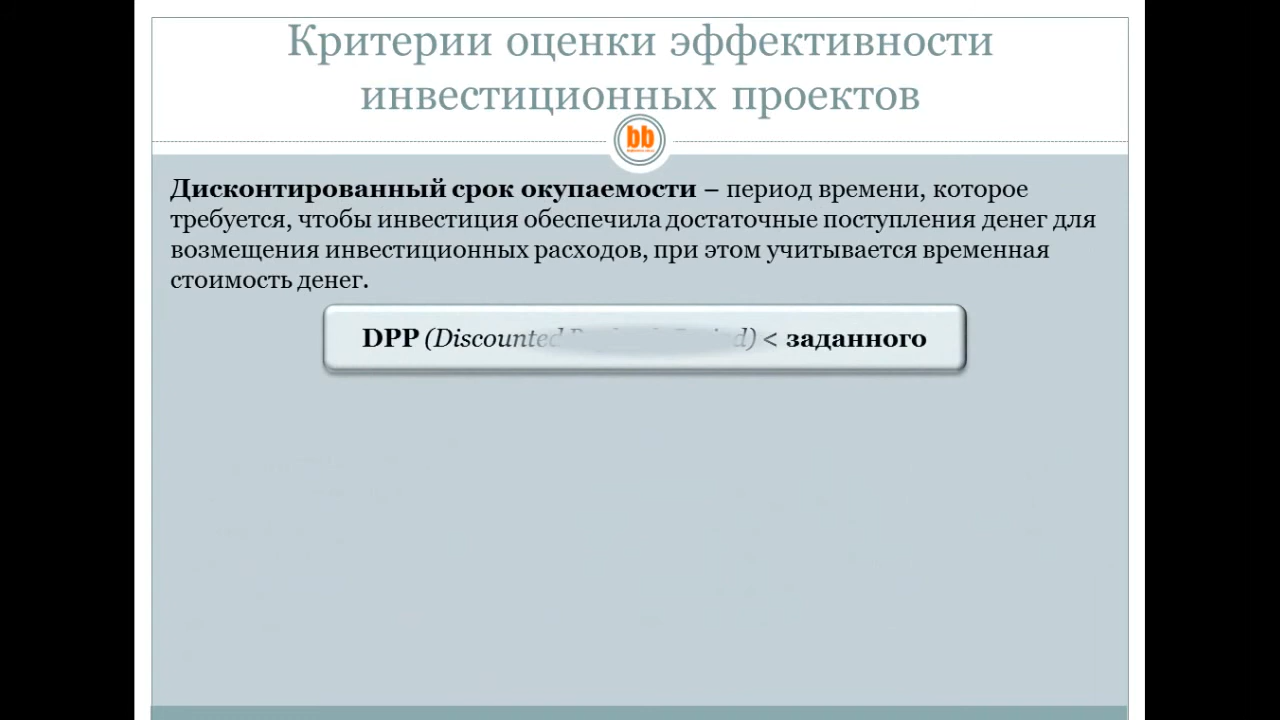 Критерии оценки эффективности
инвестиционных проектов
bb
Дисконтированный срок окупаемости – период времени, которое
требуется, чтобы инвестиция обеспечила достаточные поступления денег для
возмещения инвестиционных расходов, при этом учитывается временная
стоимость денег.
DPP (Discounted < заданного